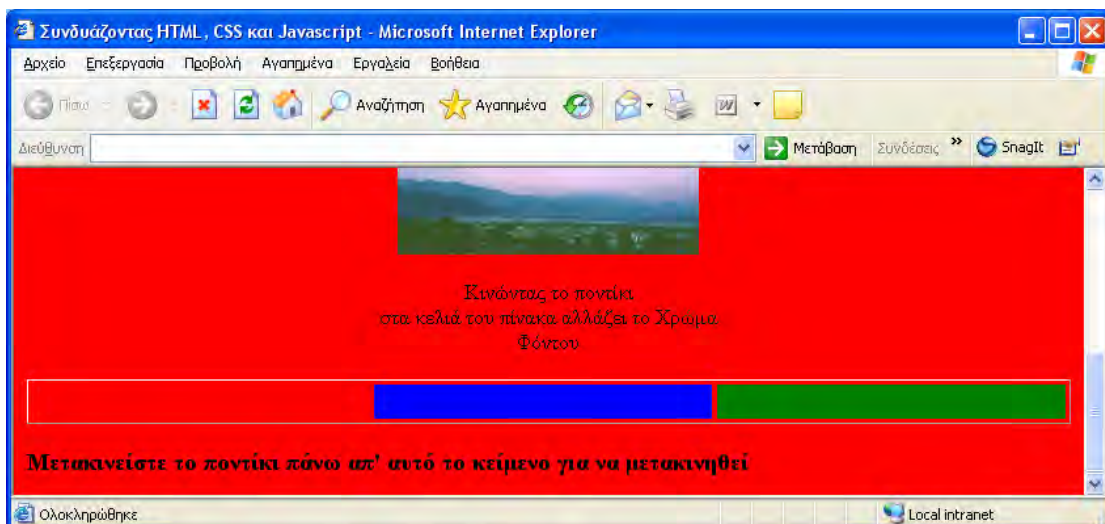 Συνδυάζοντας HTML, CSS και Javascript - Microsoft Internet Explorer
Αρχείο Επεξεργασία Προβολή Αγαπημένα Εργαλεία Βοήθεια
Πίσω Αναζήτηση Αγαπημένα
Διεύθυνση Μετάβαση Συνδέσεις » SnagIt
Κινώντας το ποντίκι
στα κελιά του πίνακα αλλάζει το Χρωμα
Φόντου
Μετακινείστε το ποντίκι πάνω απ' αυτό το κείμενο για να μετακινηθεί
Ολοκληρώθηκε Local intranet